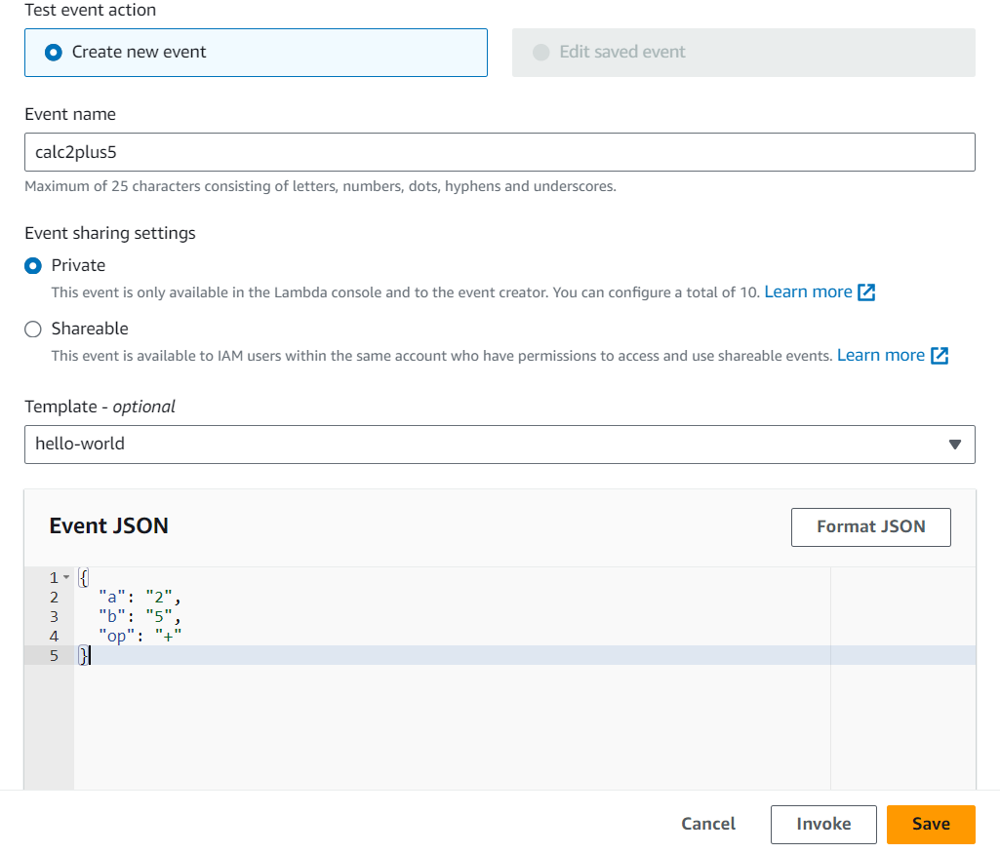 Test event action
Create new event
Edit saved event
Event name
calc2plus5
Maximum of 25 characters consisting of letters, numbers, dots, hyphens and underscores.
Event sharing settings
Private
This event is only available in the Lambda console and to the event creator. You can configure a total of 10. Learn more
Shareable
This event is available to IAM users within the same account who have permissions to access and use shareable events. Learn more
Template - optional
hello-world
Event JSON
Format JSON
1 {
2 "a": "2",
3 "b": "5",
4 "op": "+"
5 }
Cancel
Invoke
Save